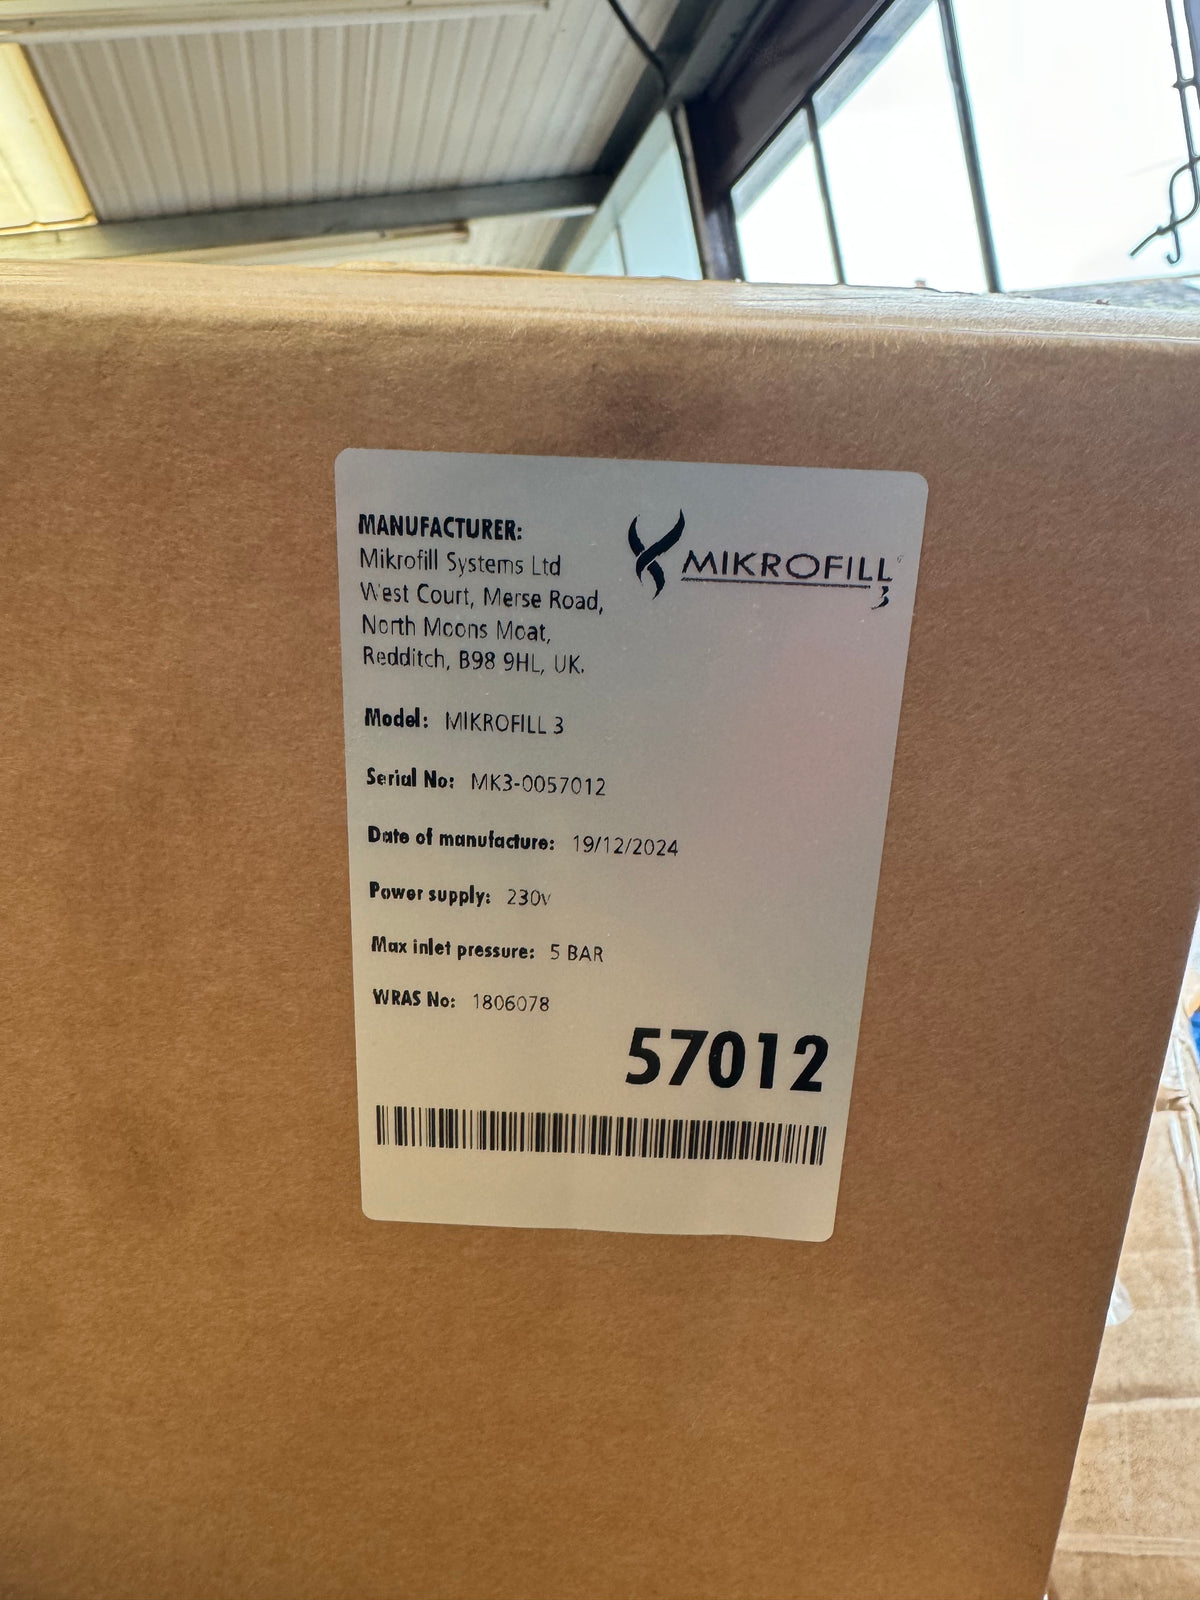 MANUFACTURER:
Mikrofill Systems Ltd
West Court, Merse Road,
North Moons Moat,
Redditch, B98 9HL, UK.
MIKROFILL
3
Model: MIKROFILL 3
Serial No: MK3-0057012
Date of manufacture: 19/12/2024
Power supply: 230v
Max inlet pressure: 5 BAR
WRAS No: 1806078
57012